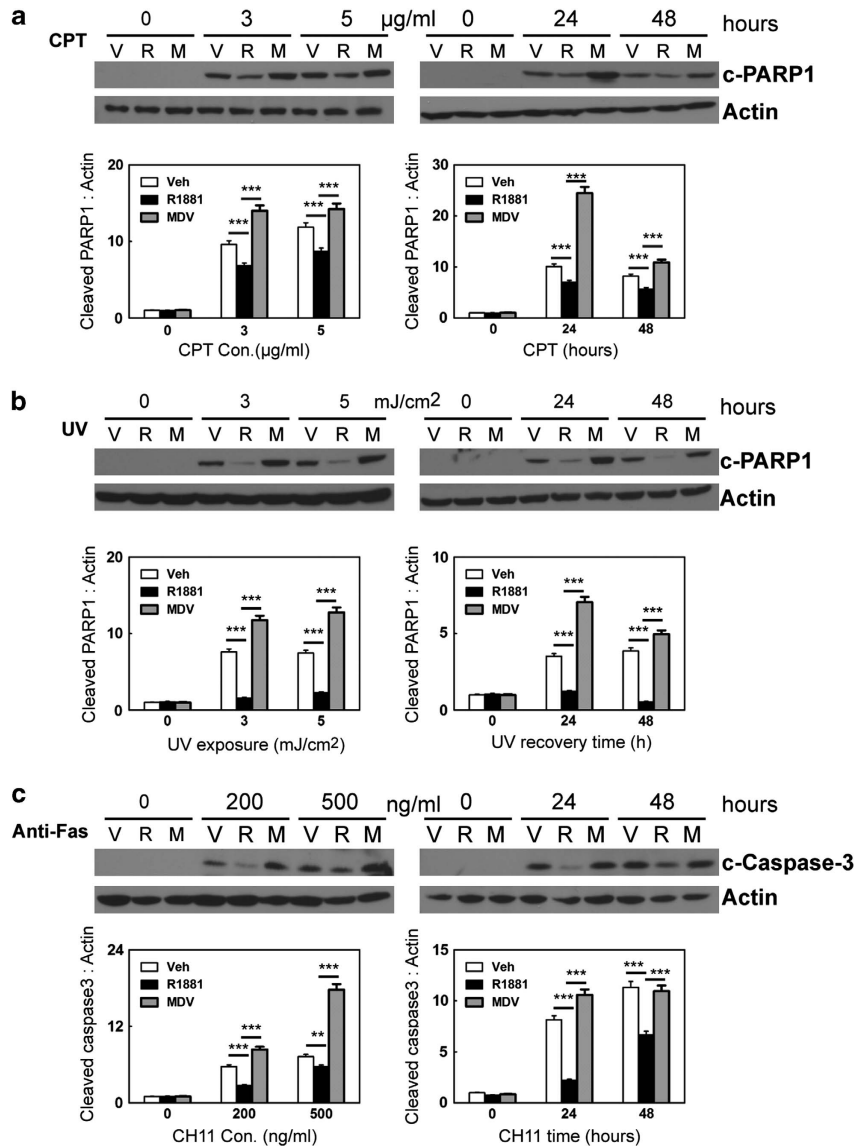 a
0 3 5 µg/ml 0 24 48 hours
CPT
V R M V R M V R M V R M V R M V R M
c-PARP1
Actin
20 30
Veh Veh
R1881 R1881
MDV MDV
*** *** *** *** *** *** *** ***
20
10
10
0 0
Cleaved PARP1 : Actin Cleaved PARP1 : Actin
0 3 5 0 24 48
CPT Con.(µg/ml) CPT (hours)
b
0 3 5 mJ/cm2 0 24 48 hours
UV
V R M V R M V R M V R M V R M V R M
c-PARP1
Actin
20 10
Veh Veh
R1881 R1881
MDV MDV
*** *** *** *** *** *** *** ***
10 5
0 0
Cleaved PARP1 : Actin Cleaved PARP1 : Actin
0 3 5 0 24 48
UV exposure (mJ/cm2) UV recovery time (h)
c
0 200 500 ng/ml 0 24 48 hours
Anti-Fas
V R M V R M V R M V R M V R M V R M
c-Caspase-3
Actin
24 15
Veh Veh
R1881 R1881
MDV MDV
*** *** ** *** *** *** *** ***
12 10
5
0 0
Cleaved caspase3 : Actin Cleaved caspase3 : Actin
0 200 500 0 24 48
CH11 Con. (ng/ml) CH11 time (hours)